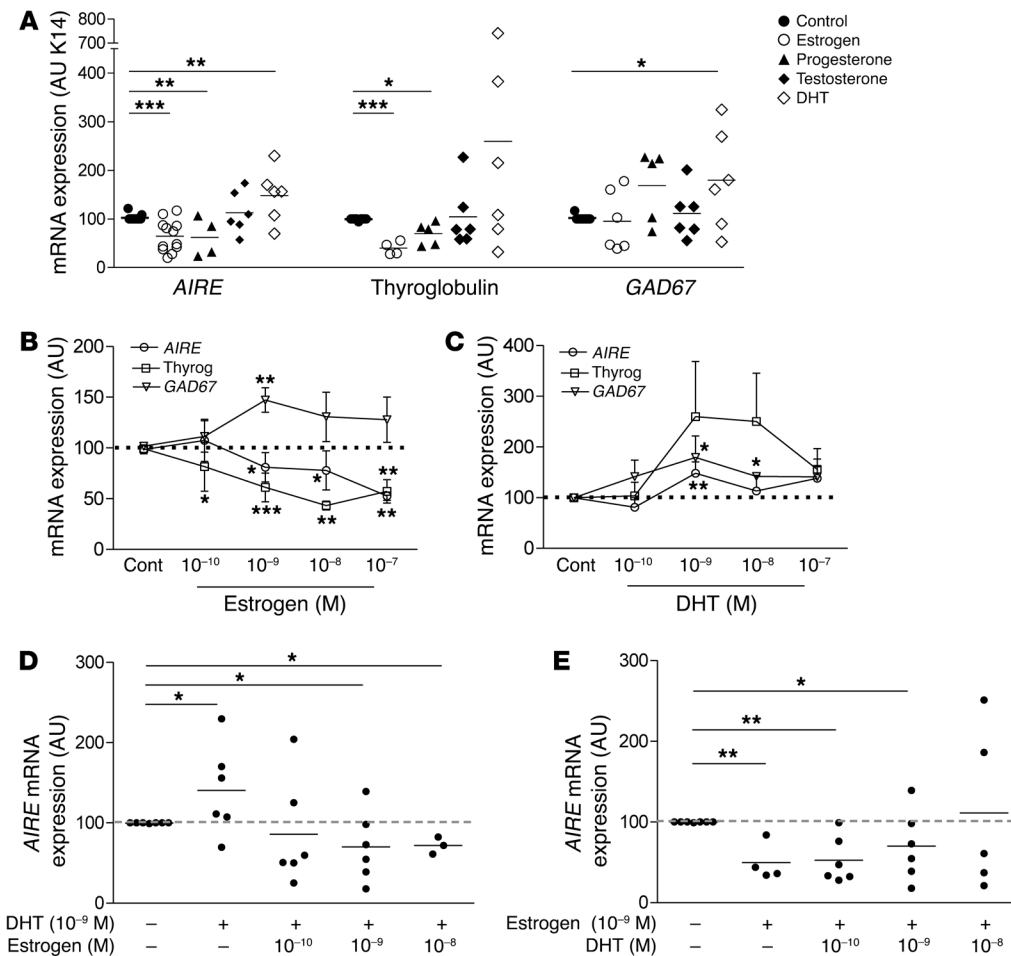 A
mRNA expression (AU K14)
800
700
400
300
200
100
0
** ** ***
* ***
*
AIRE Thyroglobulin GAD67
Control
Estrogen
Progesterone
Testosterone
DHT
B
mRNA expression (AU)
200
150
100
50
0
AIRE
Thyrog
GAD67
** * * ** * *** ** **
Cont 10⁻¹⁰ 10⁻⁹ 10⁻⁸ 10⁻⁷
Estrogen (M)
C
mRNA expression (AU)
400
300
200
100
0
AIRE
Thyrog
GAD67
* * **
Cont 10⁻¹⁰ 10⁻⁹ 10⁻⁸ 10⁻⁷
DHT (M)
D
AIRE mRNA
expression (AU)
300
200
100
0
*
*
*
DHT (10⁻⁹ M) – + + + +
Estrogen (M) – – 10⁻¹⁰ 10⁻⁹ 10⁻⁸
E
AIRE mRNA
expression (AU)
300
200
100
0
*
**
**
Estrogen (10⁻⁹ M) – + + + +
DHT (M) – – 10⁻¹⁰ 10⁻⁹ 10⁻⁸